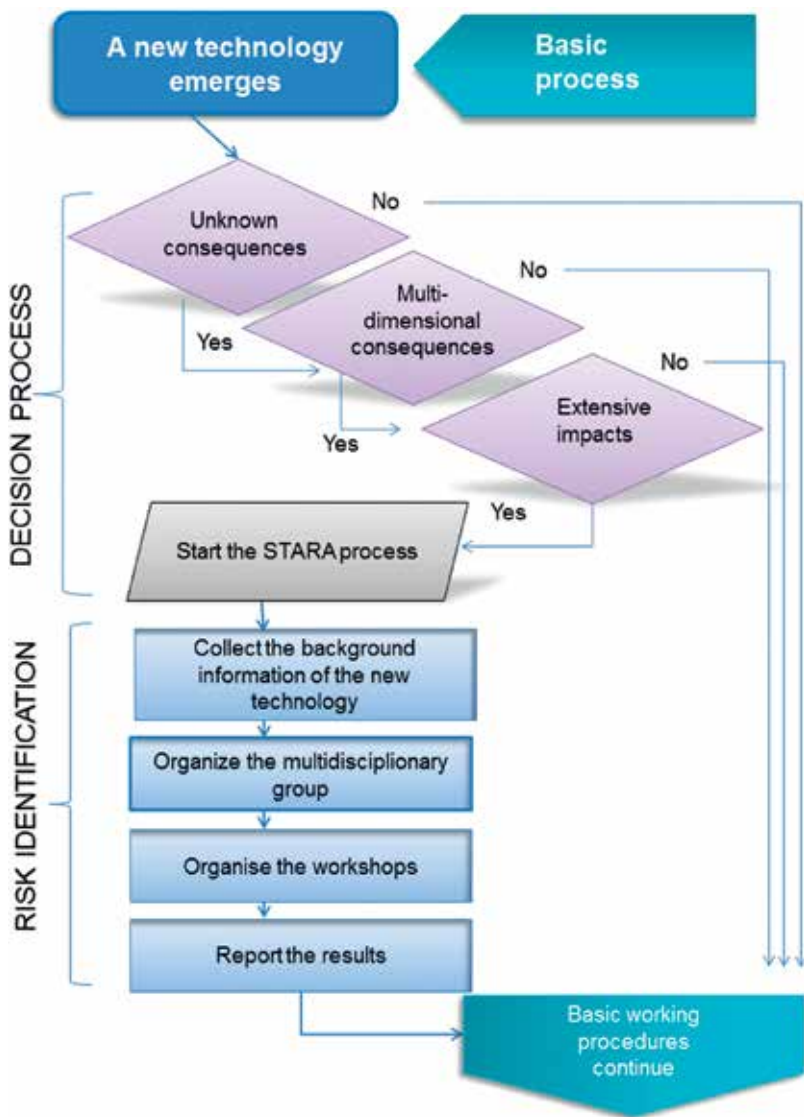 A new technology
emerges
Basic
process
DECISION PROCESS
Unknown
consequences
No
Yes
Multi-
dimensional
consequences
No
Yes
Extensive
impacts
No
Yes
Start the STARA process
RISK IDENTIFICATION
Collect the background
information of the new
technology
Organize the multidisciplionary
group
Organise the workshops
Report the results
Basic working
procedures
continue